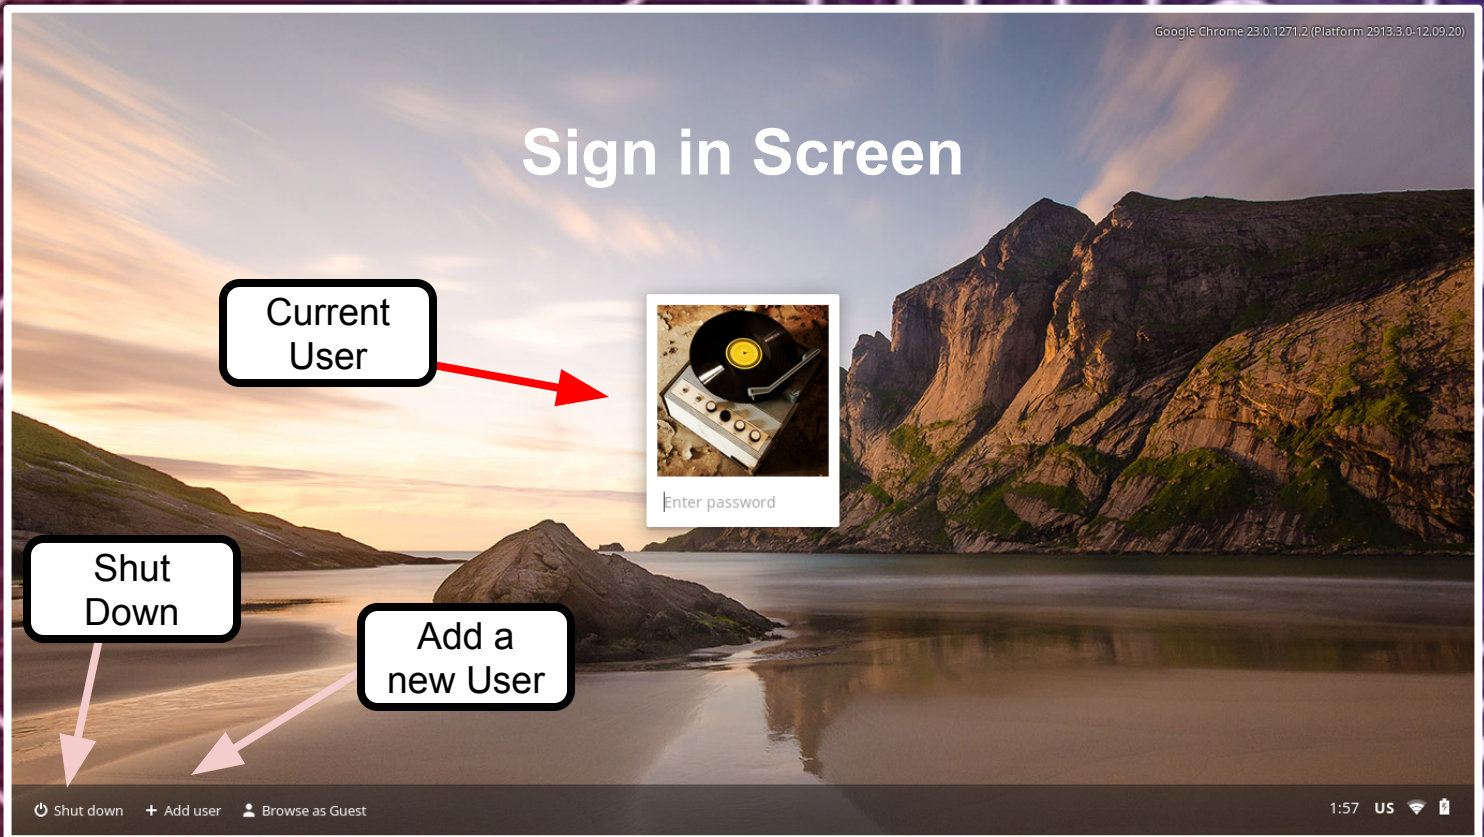 Google Chrome 23.0.1271.2 (Platform 2913.3.0-12.09.20)
Sign in Screen
Current
User
Enter password
Shut
Down
Add a
new User
Shut down
Add user
Browse as Guest
1:57
US